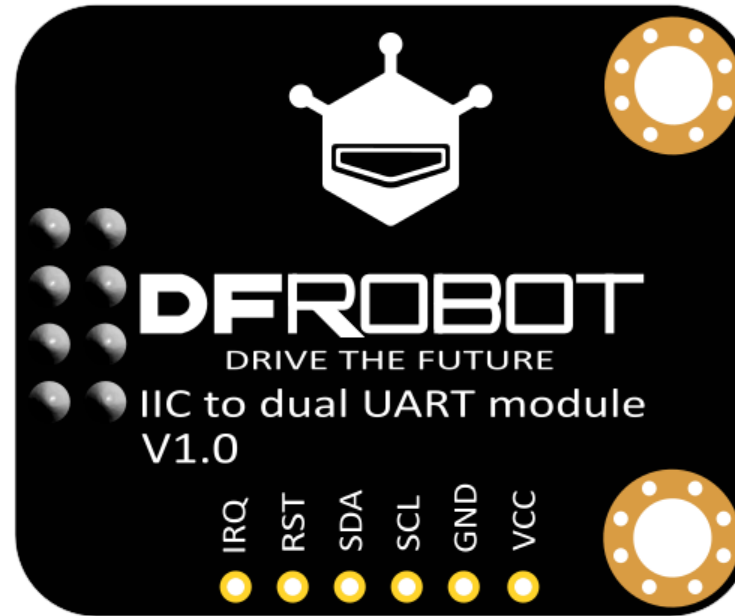 DFROBOT
DRIVE THE FUTURE
IIC to dual UART module
V1.0
IRQ RST SDA SCL GND VCC